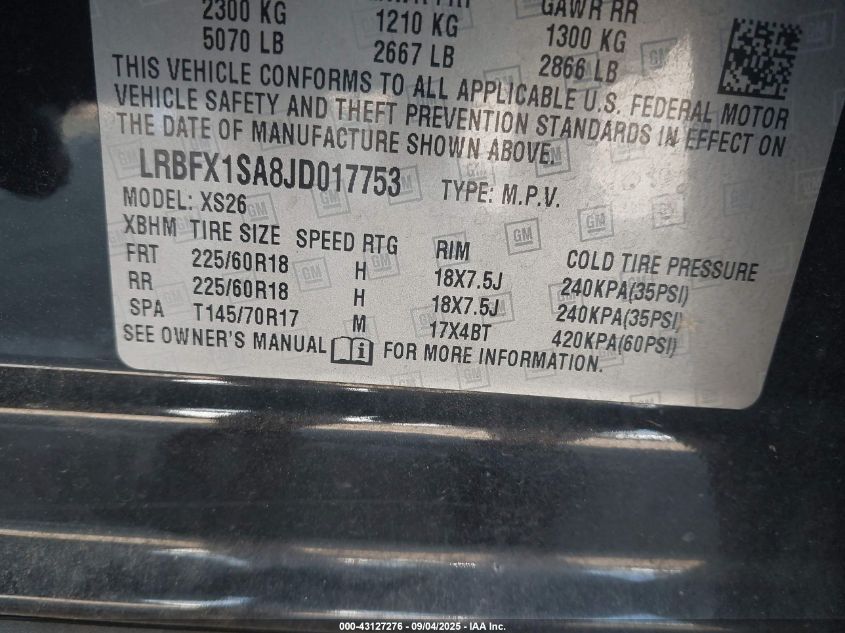 GAWR RR
2300 KG 1210 KG 1300 KG
5070 LB 2667 LB 2866 LB
THIS VEHICLE CONFORMS TO ALL APPLICABLE U.S. FEDERAL MOTOR
VEHICLE SAFETY AND THEFT PREVENTION STANDARDS IN EFFECT ON
THE DATE OF MANUFACTURE SHOWN ABOVE.
LRBFX1SA8JD017753 TYPE: M.P.V.
MODEL: XS26
XBHM TIRE SIZE SPEED RTG RIM COLD TIRE PRESSURE
FRT 225/60R18 H 18X7.5J 240KPA(35PSI)
RR 225/60R18 H 18X7.5J 240KPA(35PSI)
SPA T145/70R17 M 17X4BT 420KPA(60PSI)
SEE OWNER'S MANUAL i FOR MORE INFORMATION.
000-43127276 - 09/04/2025 - IAA Inc.